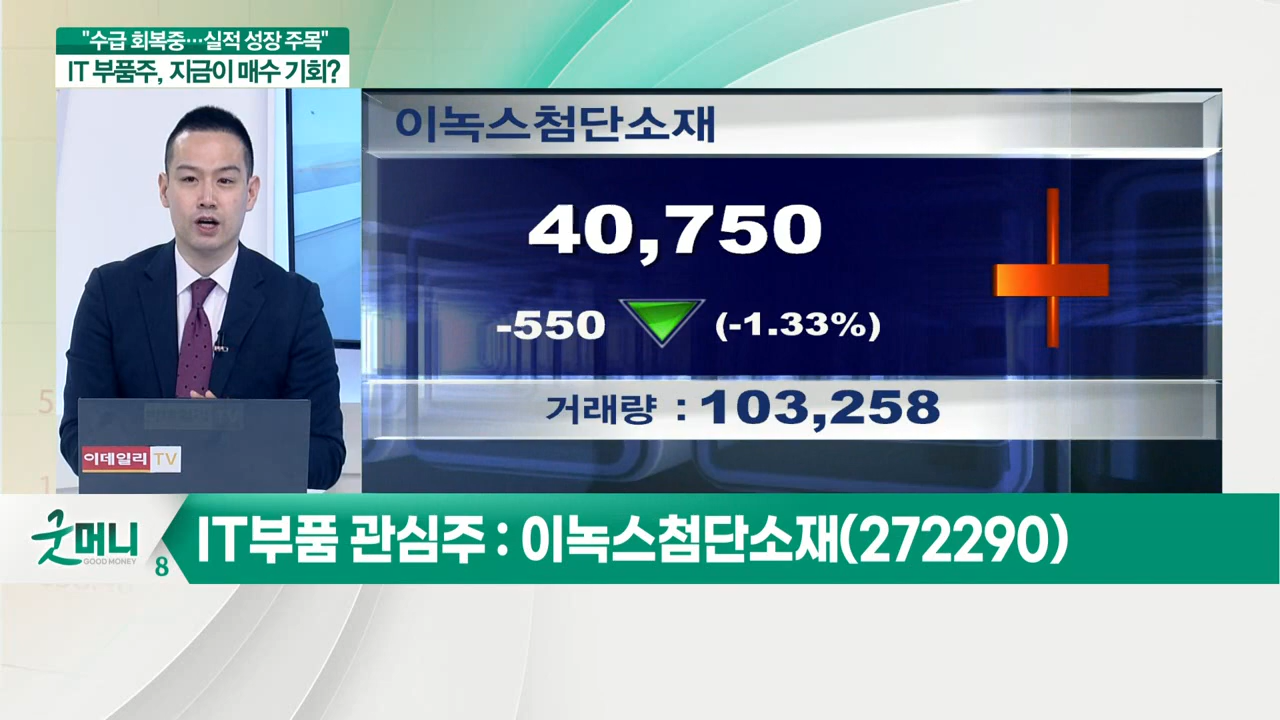 "수급 회복중…실적 성장 주목"
IT 부품주, 지금이 매수 기회?
이녹스첨단소재
40,750
-550 (-1.33%)
거래량 : 103,258
이데일리 TV
굿머니
GOOD MONEY
8
IT부품 관심주 : 이녹스첨단소재(272290)